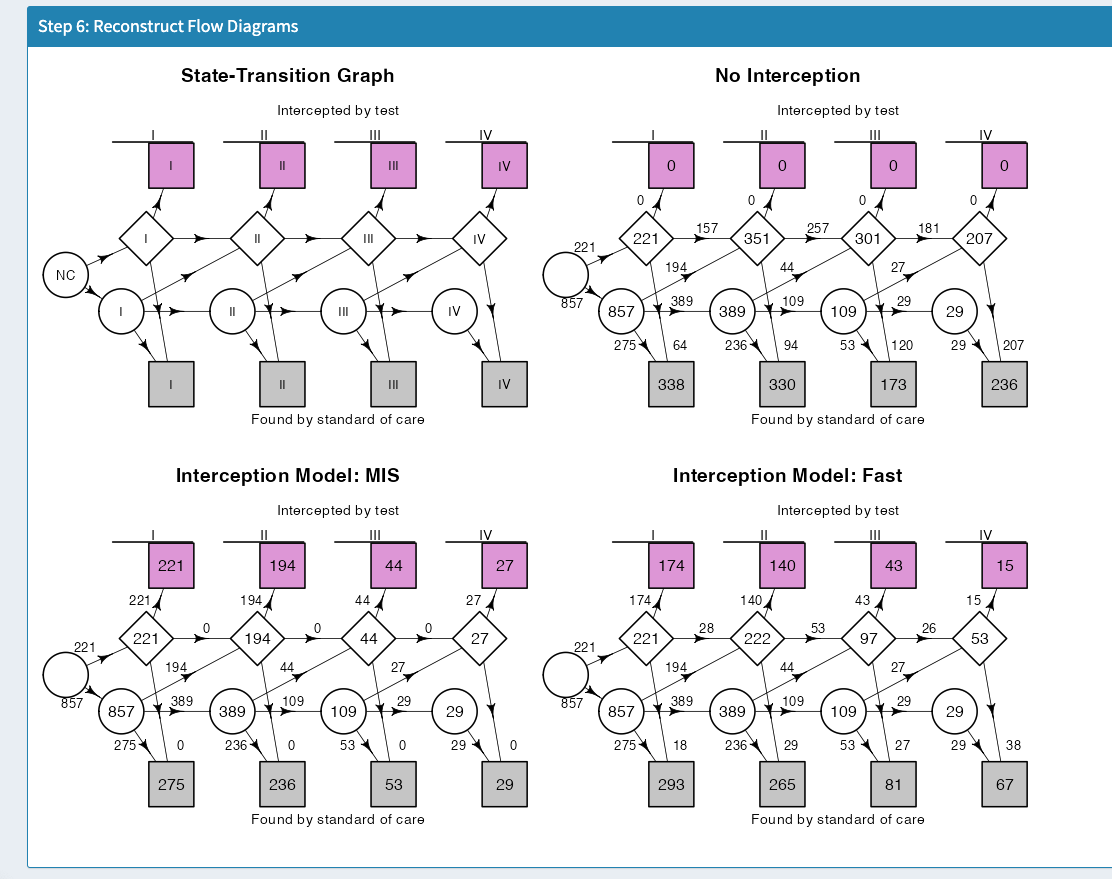 Step 6: Reconstruct Flow Diagrams
State-Transition Graph
Intercepted by test
I II III IV
I II III IV
I II III IV
NC
I II III IV
I II III IV
Found by standard of care
No Interception
Intercepted by test
I II III IV
0 0 0 0
0 0 0 0
221 157 351 257 301 181 207
221
194 44 27
857
857 389 389 109 109 29 29
275 64 236 94 53 120 29 207
338 330 173 236
Found by standard of care
Interception Model: MIS
Intercepted by test
I II III IV
221 194 44 27
221 194 44 27
221 0 194 0 44 0 27
221
194 44 27
857
857 389 389 109 109 29 29
275 0 236 0 53 0 29 0
275 236 53 29
Found by standard of care
Interception Model: Fast
Intercepted by test
I II III IV
174 140 43 15
174 140 43 15
221 28 222 53 97 26 53
221
194 44 27
857
857 389 389 109 109 29 29
275 18 236 29 53 27 29 38
293 265 81 67
Found by standard of care